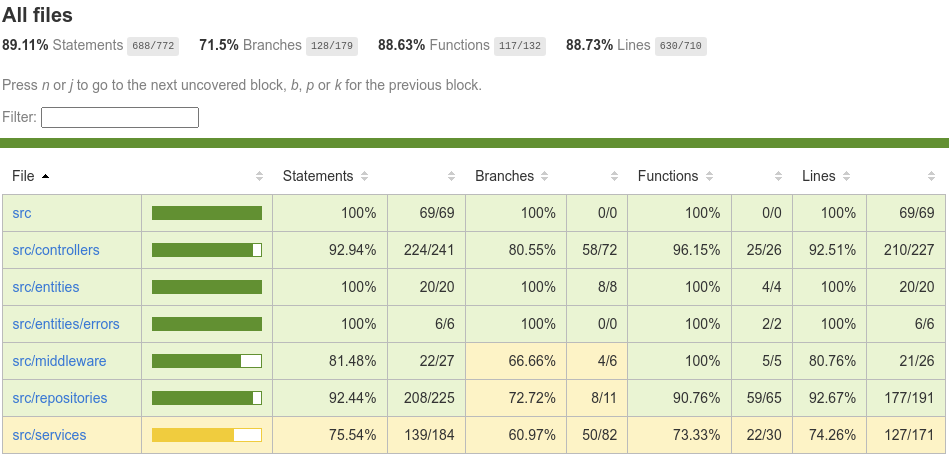 All files
89.11% Statements 688/772 71.5% Branches 128/179 88.63% Functions 117/132 88.73% Lines 630/710
Press n or j to go to the next uncovered block, b, p or k for the previous block.
Filter:
File Statements Branches Functions Lines
src 100% 69/69 100% 0/0 100% 0/0 100% 69/69
src/controllers 92.94% 224/241 80.55% 58/72 96.15% 25/26 92.51% 210/227
src/entities 100% 20/20 100% 8/8 100% 4/4 100% 20/20
src/entities/errors 100% 6/6 100% 0/0 100% 2/2 100% 6/6
src/middleware 81.48% 22/27 66.66% 4/6 100% 5/5 80.76% 21/26
src/repositories 92.44% 208/225 72.72% 8/11 90.76% 59/65 92.67% 177/191
src/services 75.54% 139/184 60.97% 50/82 73.33% 22/30 74.26% 127/171